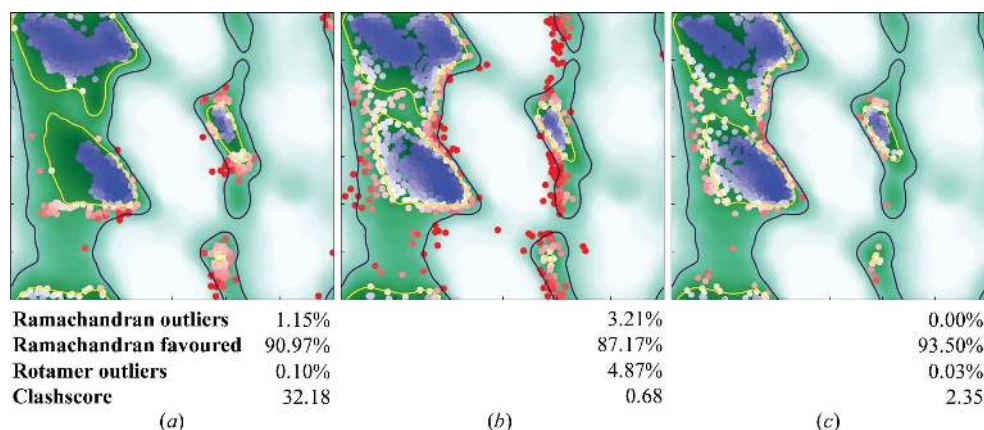 Ramachandran outliers 1.15% 3.21% 0.00%
Ramachandran favoured 90.97% 87.17% 93.50%
Rotamer outliers 0.10% 4.87% 0.03%
Clashscore 32.18 0.68 2.35
(a) (b) (c)